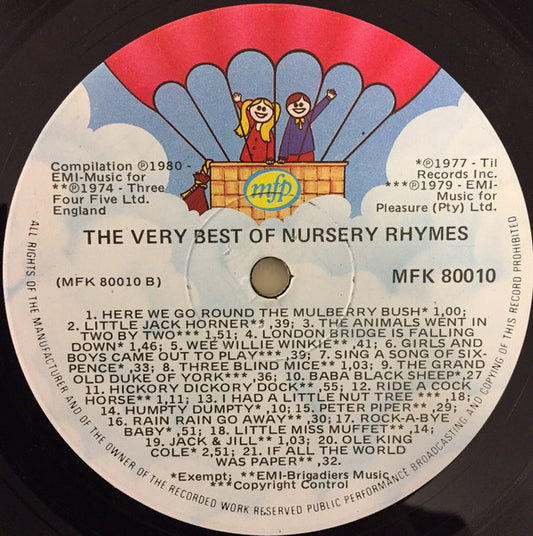 mfp
Compilation ℗1980 -
EMI-Music for
**℗1974 - Three
Four Five Ltd.
England
*℗1977 - Til
Records Inc.
***℗1979 - EMI-
Music for
Pleasure (Pty) Ltd.
THE VERY BEST OF NURSERY RHYMES
(MFK 80010 B)
MFK 80010
1. HERE WE GO ROUND THE MULBERRY BUSH* 1,00;
2. LITTLE JACK HORNER** ,39; 3. THE ANIMALS WENT IN
TWO BY TWO*** 1,51; 4. LONDON BRIDGE IS FALLING
DOWN* 1,46; 5. WEE WILLIE WINKIE** ,41; 6. GIRLS AND
BOYS CAME OUT TO PLAY*** ,39; 7. SING A SONG OF SIX-
PENCE* ,33; 8. THREE BLIND MICE** 1,03; 9. THE GRAND
OLD DUKE OF YORK*** ,36; 10. BABA BLACK SHEEP* ,27
11. HICKORY DICKORY DOCK** ,55; 12. RIDE A COCK
HORSE** 1,11; 13. I HAD A LITTLE NUT TREE *** ,18;
14. HUMPTY DUMPTY* ,10; 15. PETER PIPER** ,29;
16. RAIN RAIN GO AWAY** ,30; 17. ROCK-A-BYE
BABY* ,51; 18. LITTLE MISS MUFFET** ,14;
19. JACK & JILL** 1,03; 20. OLE KING
COLE* 2,51; 21. IF ALL THE WORLD
WAS PAPER** ,32.
*Exempt; **EMI-Brigadiers Music
***Copyright Control
ALL RIGHTS OF THE MANUFACTURER AND OF THE OWNER OF THE RECORDED WORK RESERVED PUBLIC PERFORMANCE BROADCASTING AND COPYING OF THIS RECORD PROHIBITED